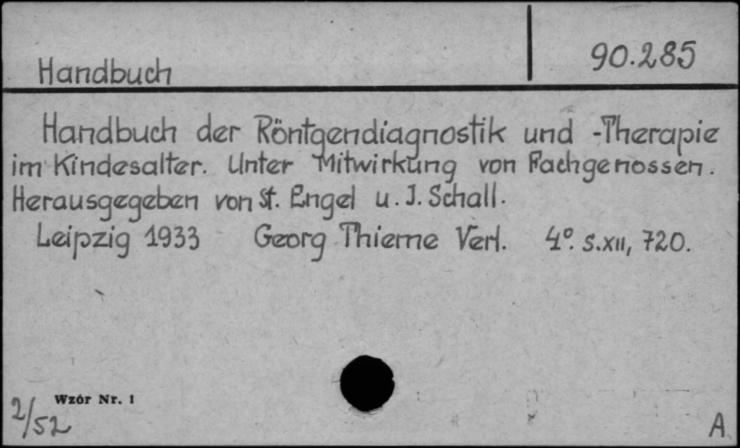 90.285
Handbuch
Handbuch der Röntgendiagnostik und -Therapie
im Kindesalter. Unter Mitwirkung von Fachgenossen.
Herausgegeben von St. Engel u. J. Schall.
Leipzig 1933 Georg Thieme Verl. 4º. S.XII, 720.
Wzór Nr. 1
2/52
A